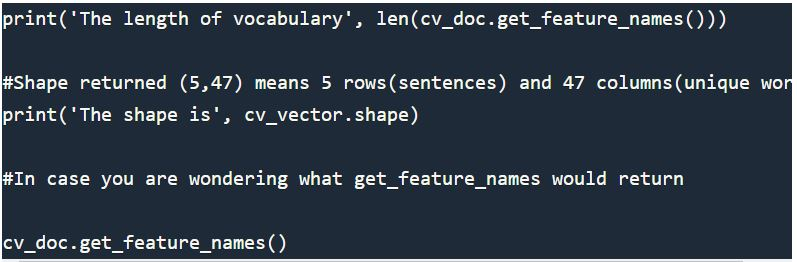 print('The length of vocabulary', len(cv_doc.get_feature_names()))
#Shape returned (5,47) means 5 rows(sentences) and 47 columns(unique wor
print('The shape is', cv_vector.shape)
#In case you are wondering what get_feature_names would return
cv_doc.get_feature_names()